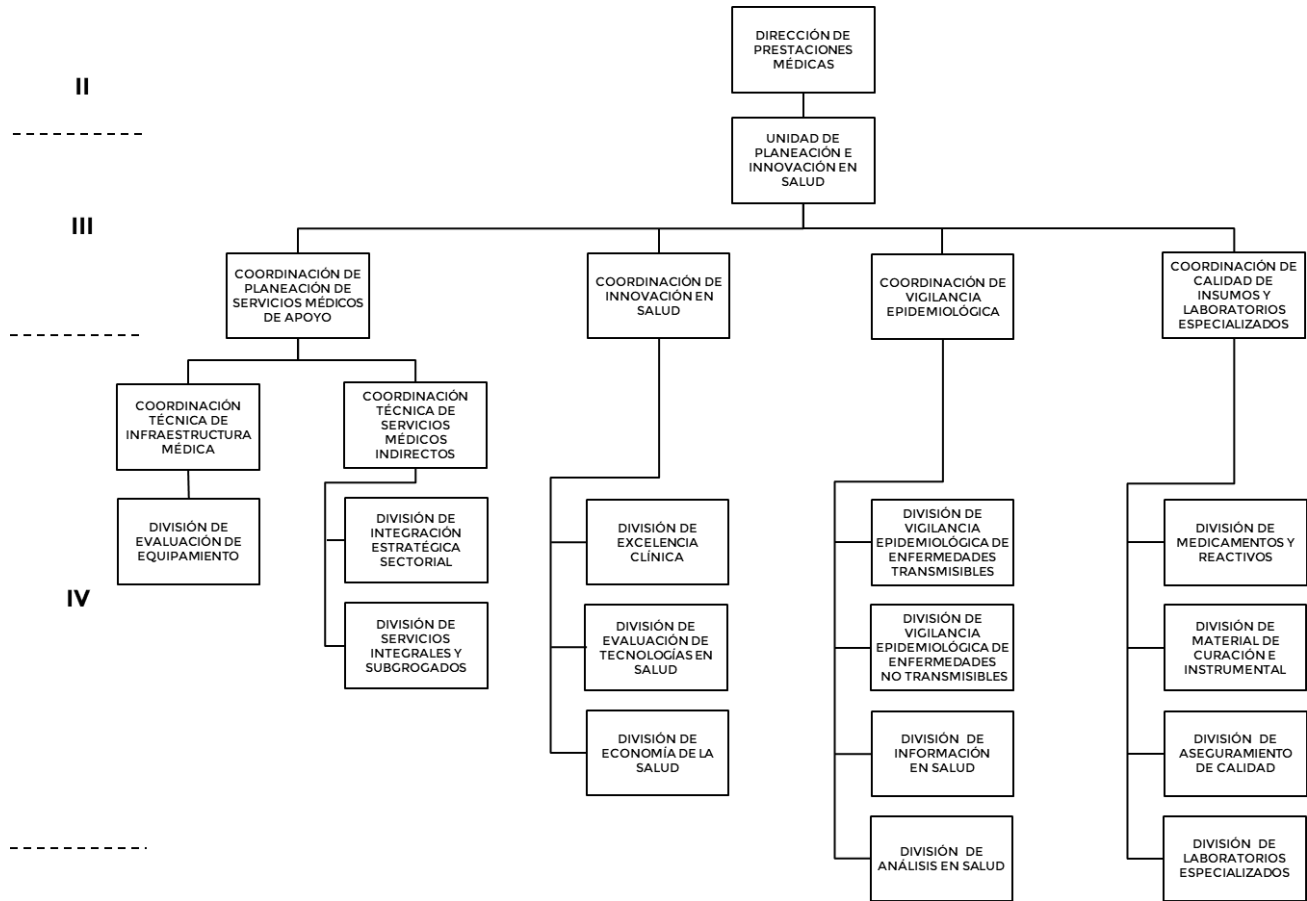 DIRECCIÓN DE
PRESTACIONES
MÉDICAS
II
UNIDAD DE
PLANEACIÓN E
INNOVACIÓN EN
SALUD
III
COORDINACIÓN DE
PLANEACIÓN DE
SERVICIOS MÉDICOS
DE APOYO
COORDINACIÓN DE
INNOVACIÓN EN
SALUD
COORDINACIÓN DE
VIGILANCIA
EPIDEMIOLÓGICA
COORDINACIÓN DE
CALIDAD DE
INSUMOS Y
LABORATORIOS
ESPECIALIZADOS
COORDINACIÓN
TÉCNICA DE
INFRAESTRUCTURA
MÉDICA
COORDINACIÓN
TÉCNICA DE
SERVICIOS
MÉDICOS
INDIRECTOS
IV
DIVISIÓN DE
EVALUACIÓN DE
EQUIPAMIENTO
DIVISIÓN DE
INTEGRACIÓN
ESTRATÉGICA
SECTORIAL
DIVISIÓN DE
SERVICIOS
INTEGRALES Y
SUBGROGADOS
DIVISIÓN DE
EXCELENCIA
CLÍNICA
DIVISIÓN DE
EVALUACIÓN DE
TECNOLOGÍAS EN
SALUD
DIVISIÓN DE
ECONOMÍA DE LA
SALUD
DIVISIÓN DE
VIGILANCIA
EPIDEMIOLÓGICA DE
ENFERMEDADES
TRANSMISIBLES
DIVISIÓN DE
VIGILANCIA
EPIDEMIOLÓGICA DE
ENFERMEDADES
NO TRANSMISIBLES
DIVISIÓN DE
INFORMACIÓN
EN SALUD
DIVISIÓN DE
ANÁLISIS EN SALUD
DIVISIÓN DE
MEDICAMENTOS Y
REACTIVOS
DIVISIÓN DE
MATERIAL DE
CURACIÓN E
INSTRUMENTAL
DIVISIÓN DE
ASEGURAMIENTO
DE CALIDAD
DIVISIÓN DE
LABORATORIOS
ESPECIALIZADOS